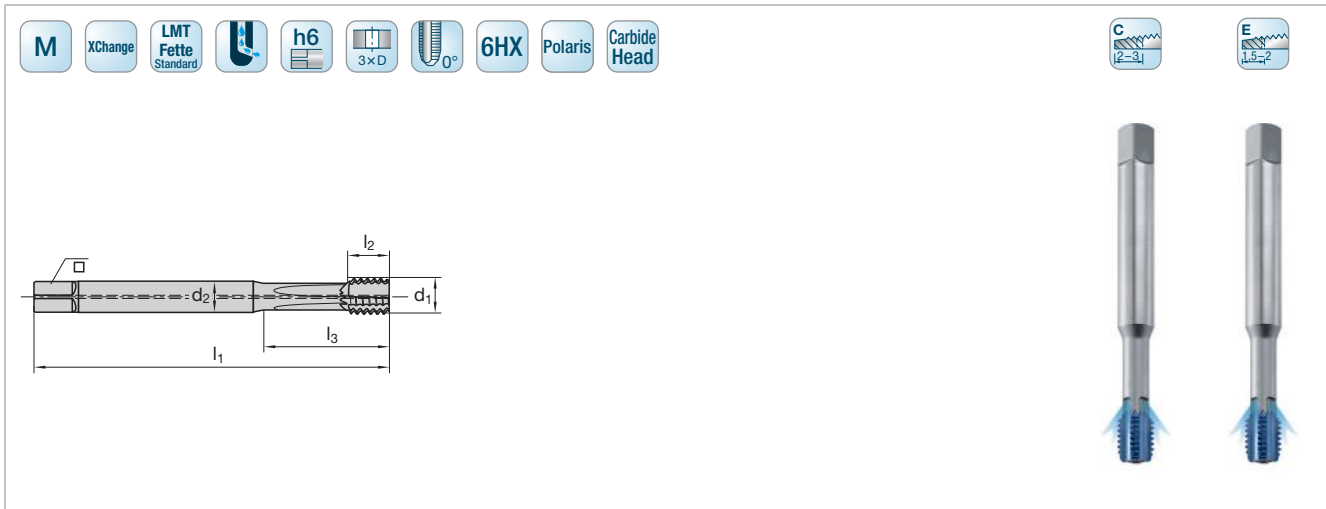 M
XChange
LMT
Fette
Standard
h6
3×D
0°
6HX
Polaris
Carbide
Head
C
2–3
E
1,5–2
l2
d2
d1
l3
l1